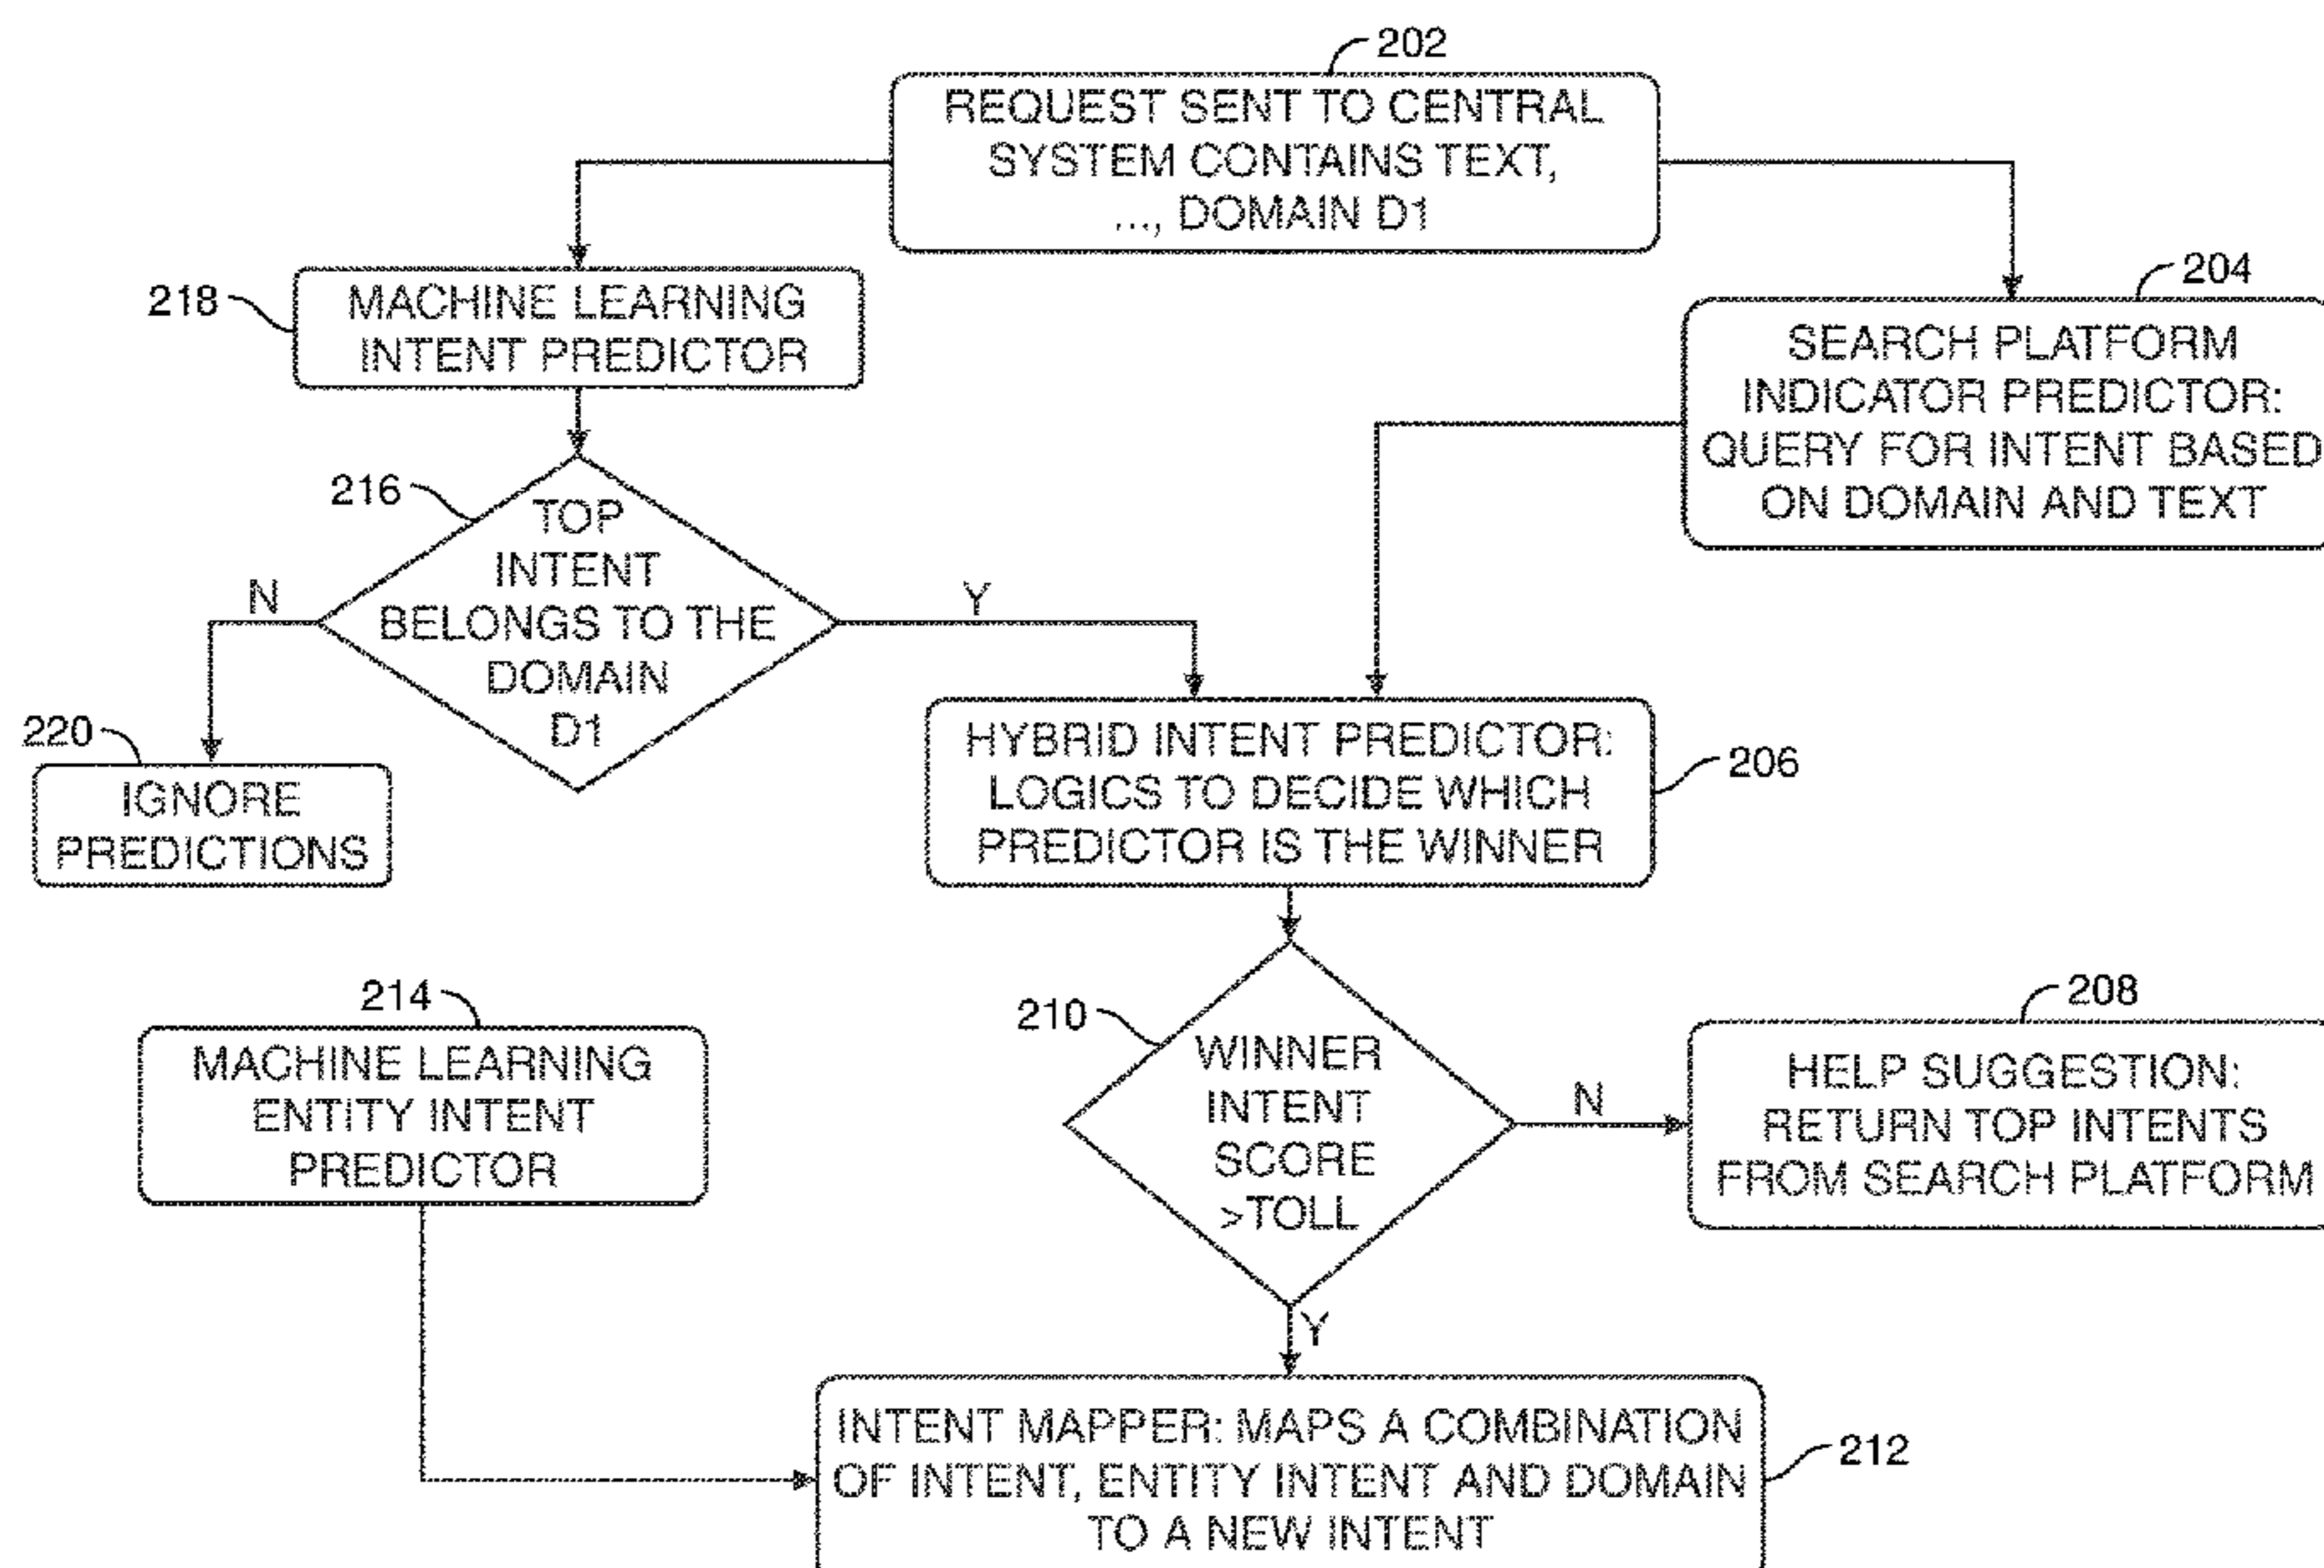 202
REQUEST SENT TO CENTRAL
SYSTEM CONTAINS TEXT,
..., DOMAIN D1
218
MACHINE LEARNING
INTENT PREDICTOR
204
SEARCH PLATFORM
INDICATOR PREDICTOR:
QUERY FOR INTENT BASED
ON DOMAIN AND TEXT
216
TOP
INTENT
BELONGS TO THE
DOMAIN
D1
N
Y
220
IGNORE
PREDICTIONS
HYBRID INTENT PREDICTOR:
LOGICS TO DECIDE WHICH
PREDICTOR IS THE WINNER
206
214
MACHINE LEARNING
ENTITY INTENT
PREDICTOR
210
WINNER
INTENT
SCORE
>TOLL
N
Y
208
HELP SUGGESTION:
RETURN TOP INTENTS
FROM SEARCH PLATFORM
INTENT MAPPER: MAPS A COMBINATION
OF INTENT, ENTITY INTENT AND DOMAIN
TO A NEW INTENT
212